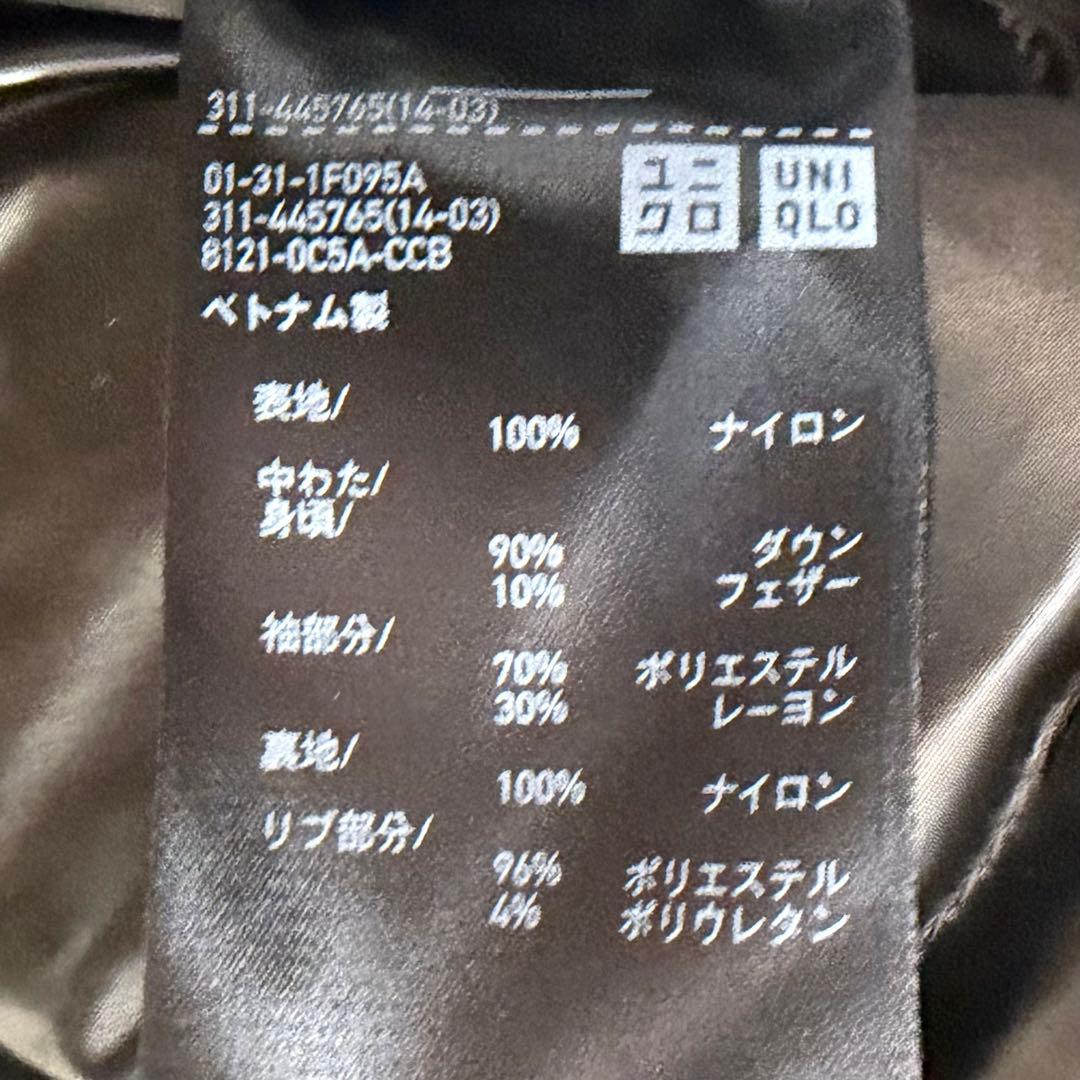 311-445765(14-03)
01-31-1F095A
311-445765(14-03)
8121-0C5A-CCB
ユニ
クロ
UNI
QLO
ベトナム製
表地/
100% ナイロン
中わた/
身頃/
90% ダウン
10% フェザー
袖部分/
70% ポリエステル
30% レーヨン
裏地/
100% ナイロン
リブ部分/
96% ポリエステル
4% ポリウレタン